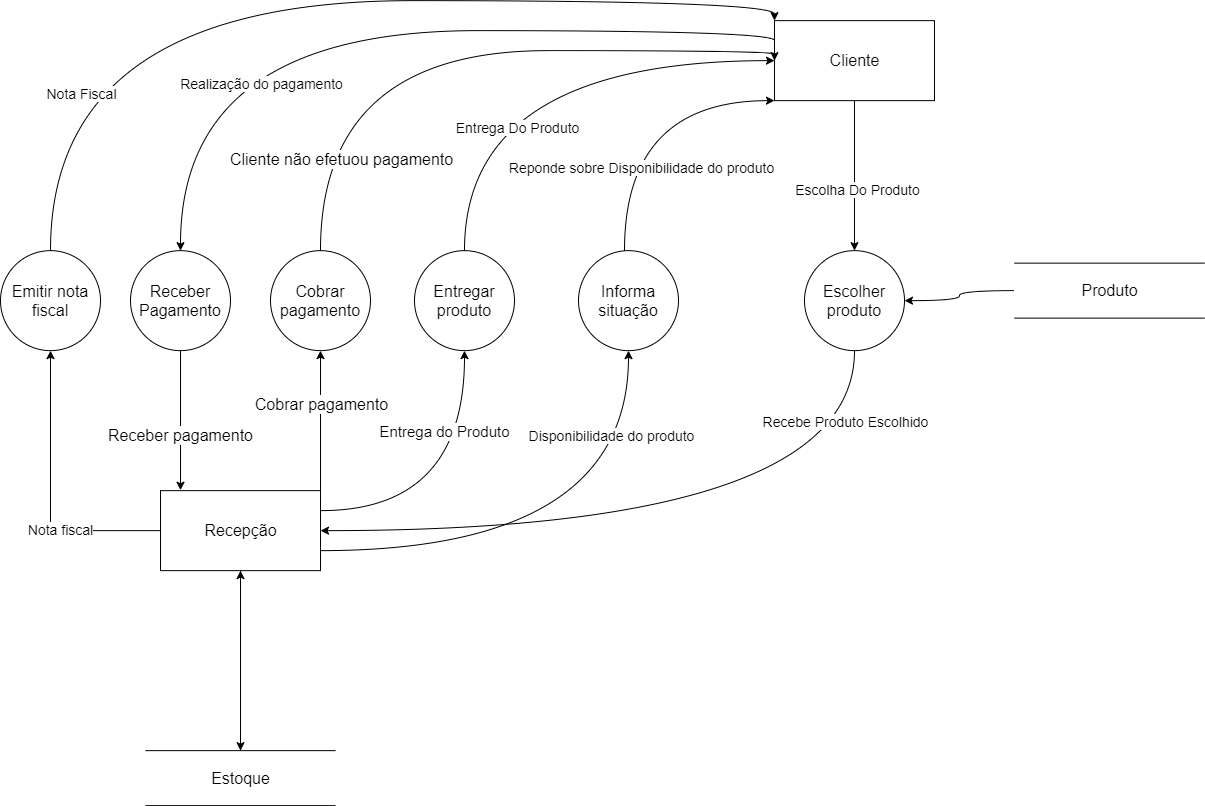 Cliente
Nota Fiscal
Realização do pagamento
Entrega Do Produto
Cliente não efetuou pagamento
Reponde sobre Disponibilidade do produto
Escolha Do Produto
Emitir nota
fiscal
Receber
Pagamento
Cobrar
pagamento
Entregar
produto
Informa
situação
Escolher
produto
Produto
Cobrar pagamento
Receber pagamento
Entrega do Produto
Disponibilidade do produto
Recebe Produto Escolhido
Nota fiscal
Recepção
Estoque